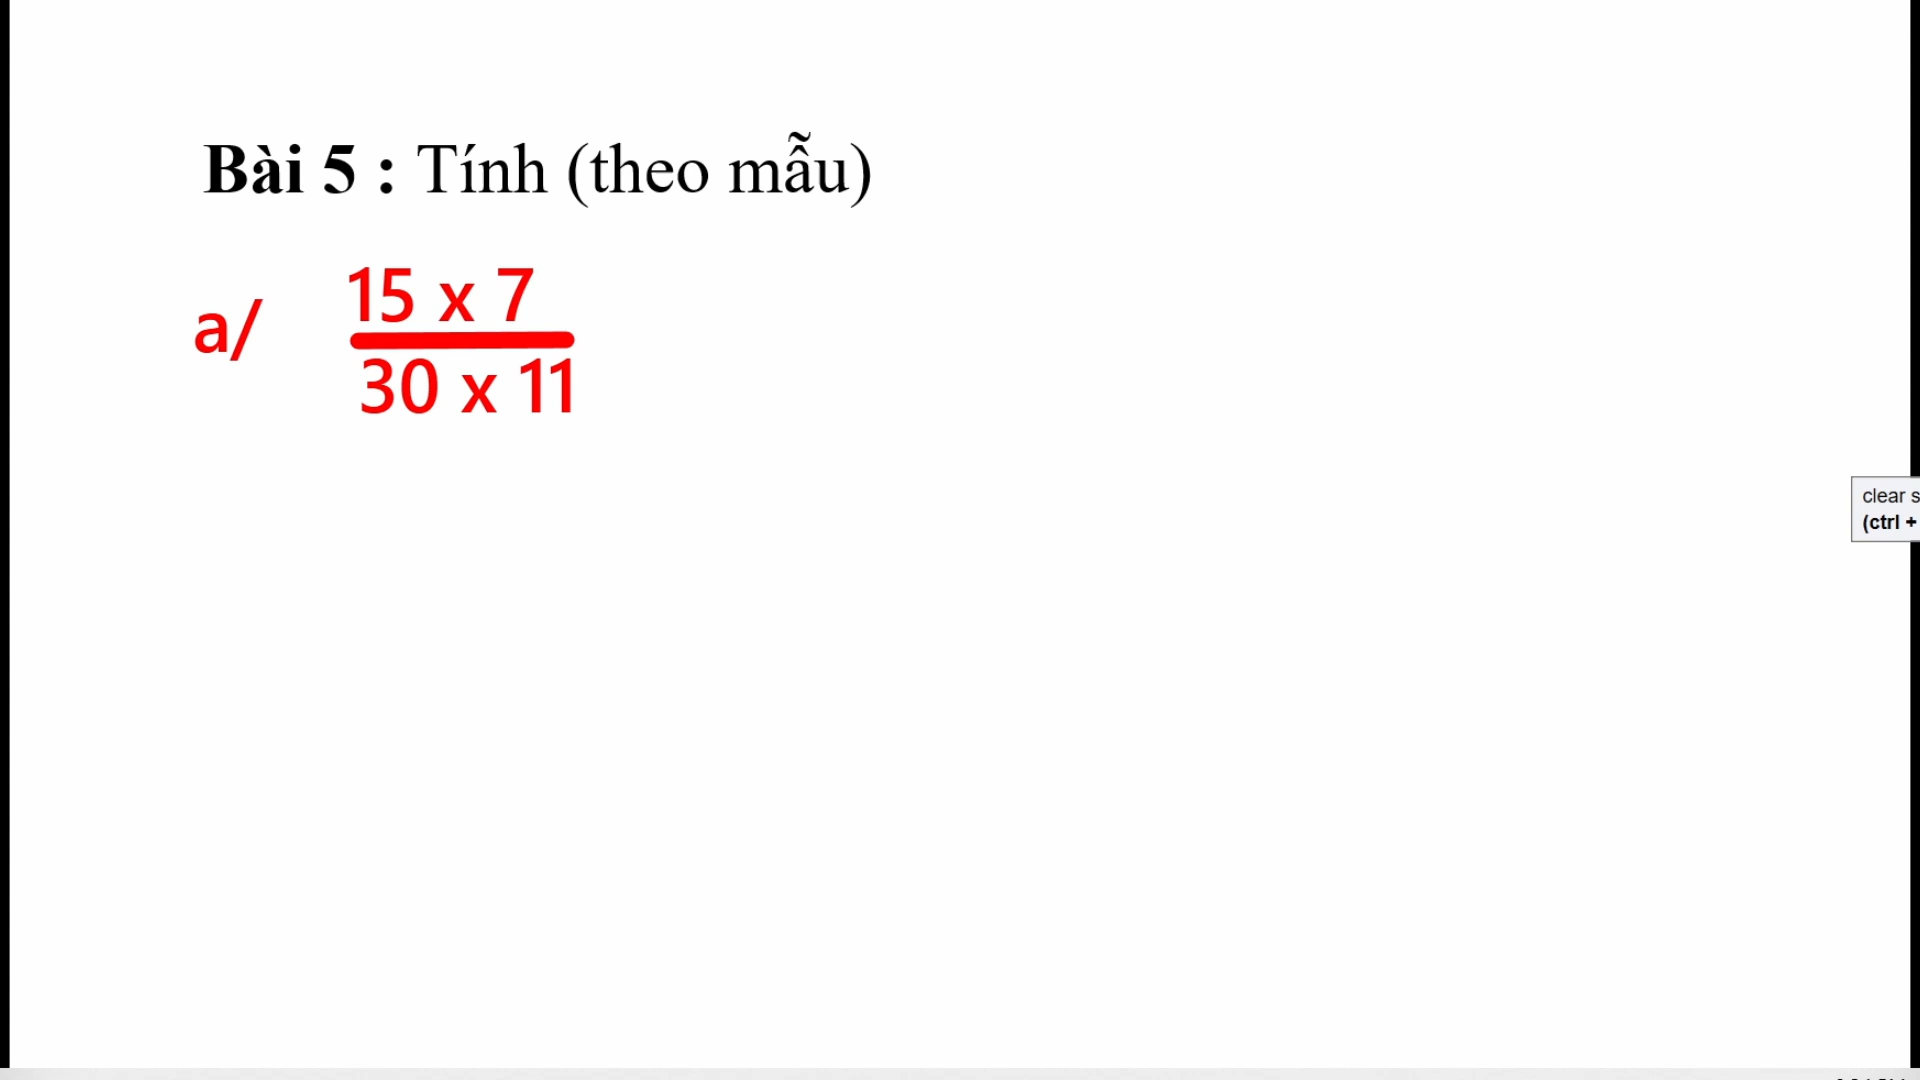 Bài 5 : Tính (theo mẫu)
a/
15 x 7
30 x 11
clear s
(ctrl +